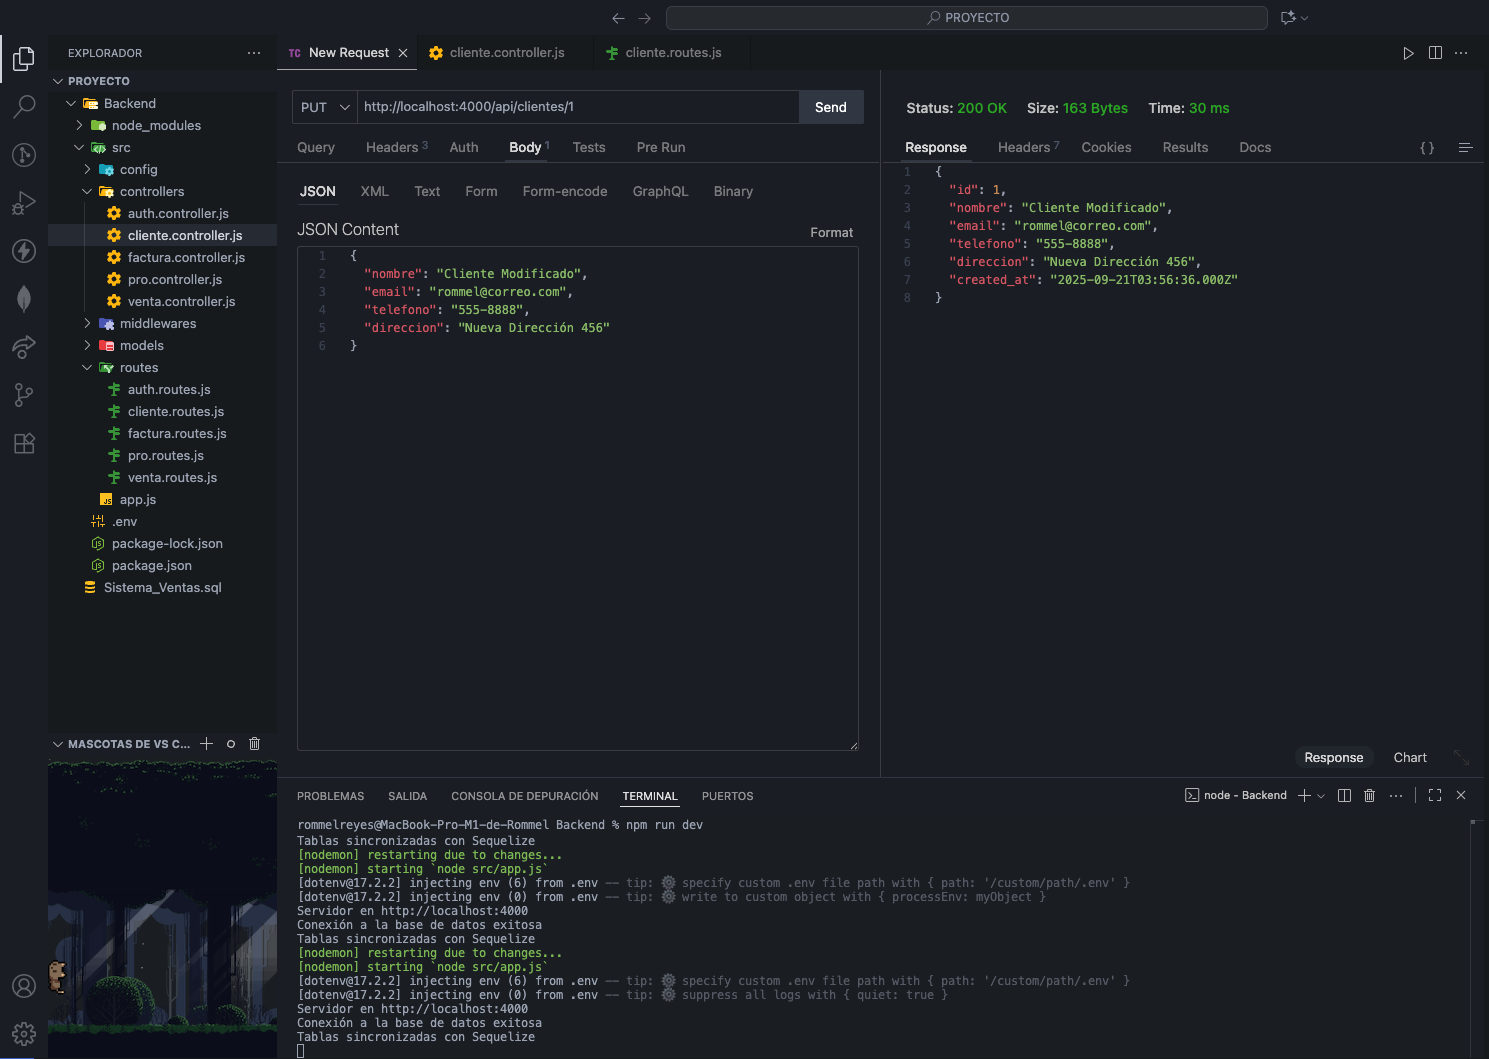 PROYECTO
EXPLORADOR
PROYECTO
Backend
node_modules
src
config
controllers
auth.controller.js
cliente.controller.js
factura.controller.js
pro.controller.js
venta.controller.js
middlewares
models
routes
auth.routes.js
cliente.routes.js
factura.routes.js
pro.routes.js
venta.routes.js
app.js
.env
package-lock.json
package.json
Sistema_Ventas.sql
MASCOTAS DE VS C...
TC New Request
cliente.controller.js
cliente.routes.js
PUT http://localhost:4000/api/clientes/1 Send
Query Headers 3 Auth Body 1 Tests Pre Run
JSON XML Text Form Form-encode GraphQL Binary
JSON Content Format
1 {
2 "nombre": "Cliente Modificado",
3 "email": "rommel@correo.com",
4 "telefono": "555-8888",
5 "direccion": "Nueva Dirección 456"
6 }
Status: 200 OK Size: 163 Bytes Time: 30 ms
Response Headers 7 Cookies Results Docs { }
1 {
2 "id": 1,
3 "nombre": "Cliente Modificado",
4 "email": "rommel@correo.com",
5 "telefono": "555-8888",
6 "direccion": "Nueva Dirección 456",
7 "created_at": "2025-09-21T03:56:36.000Z"
8 }
Response Chart
PROBLEMAS SALIDA CONSOLA DE DEPURACIÓN TERMINAL PUERTOS node - Backend
rommelreyes@MacBook-Pro-M1-de-Rommel Backend % npm run dev
Tablas sincronizadas con Sequelize
[nodemon] restarting due to changes...
[nodemon] starting `node src/app.js`
[dotenv@17.2.2] injecting env (6) from .env -- tip: ⚙️ specify custom .env file path with { path: '/custom/path/.env' }
[dotenv@17.2.2] injecting env (0) from .env -- tip: ⚙️ write to custom object with { processEnv: myObject }
Servidor en http://localhost:4000
Conexión a la base de datos exitosa
Tablas sincronizadas con Sequelize
[nodemon] restarting due to changes...
[nodemon] starting `node src/app.js`
[dotenv@17.2.2] injecting env (6) from .env -- tip: ⚙️ specify custom .env file path with { path: '/custom/path/.env' }
[dotenv@17.2.2] injecting env (0) from .env -- tip: ⚙️ suppress all logs with { quiet: true }
Servidor en http://localhost:4000
Conexión a la base de datos exitosa
Tablas sincronizadas con Sequelize